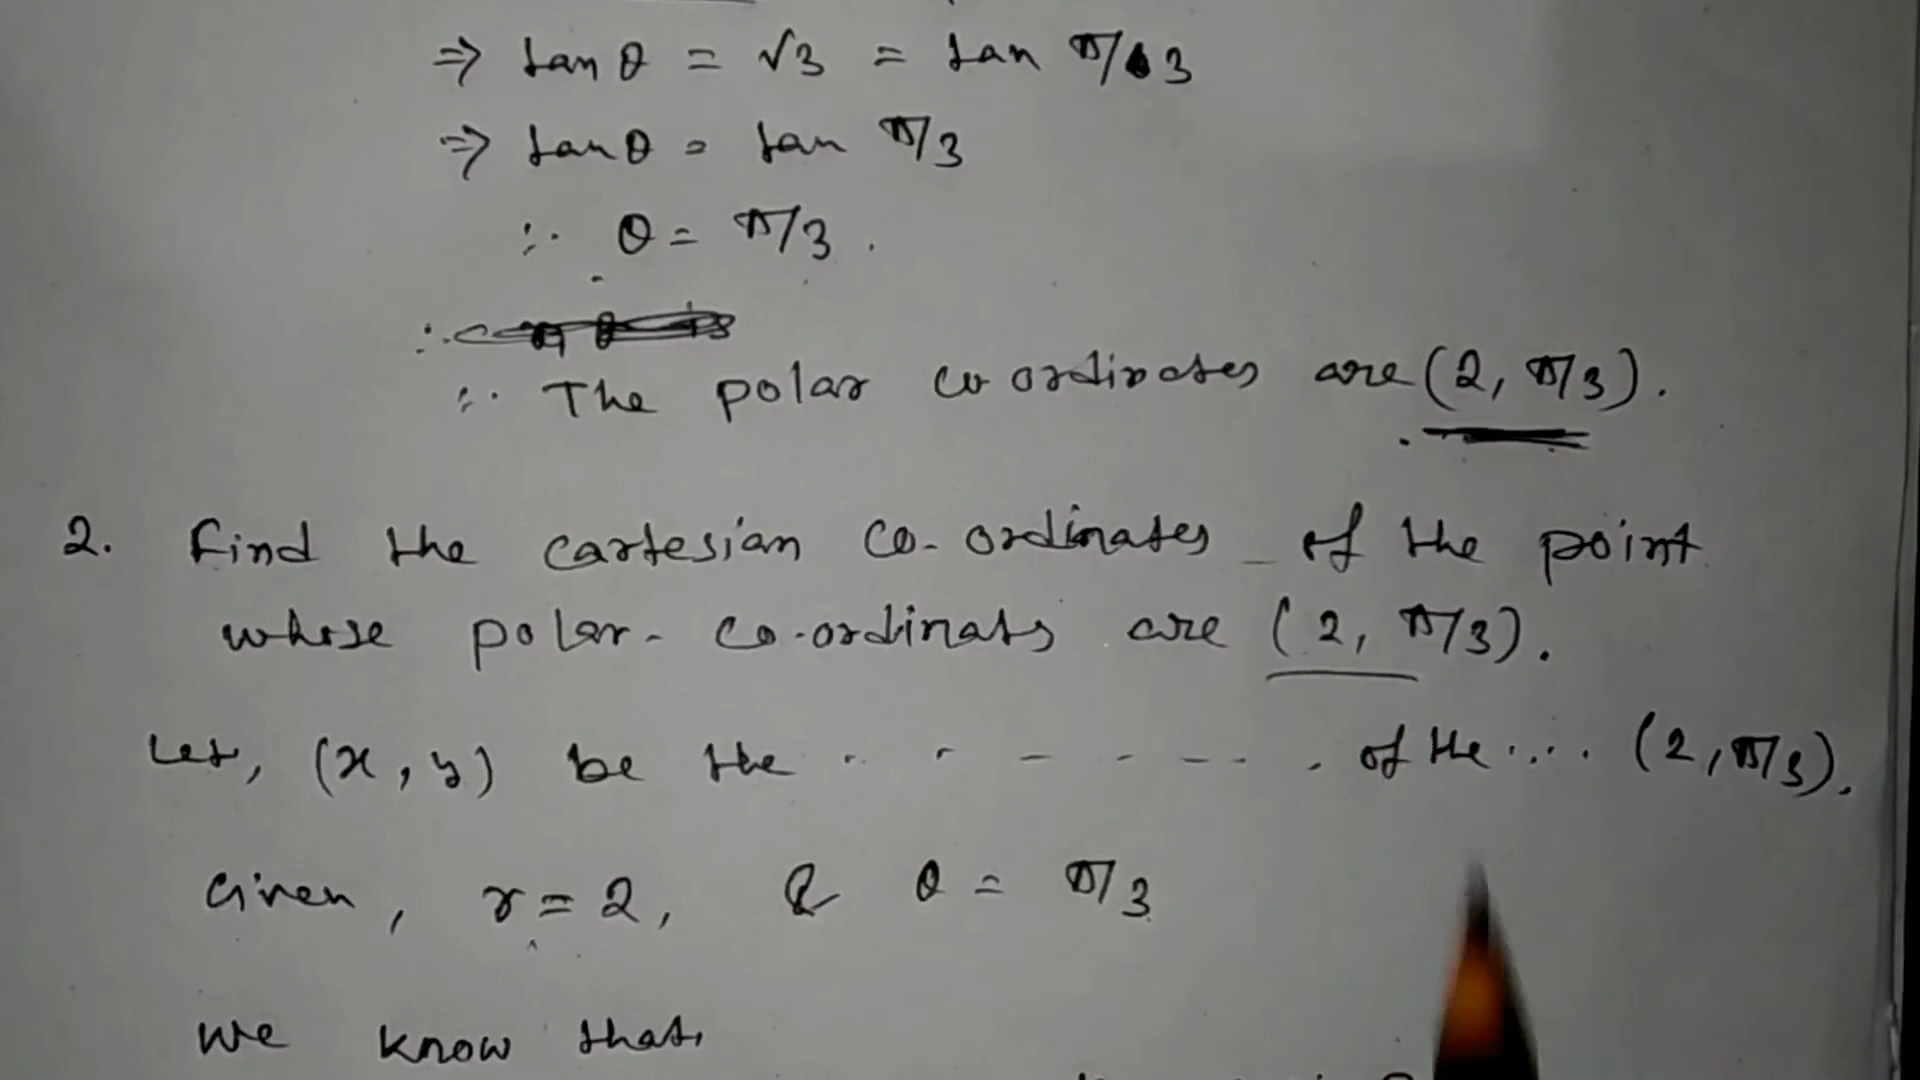 ⇒ tan θ = √3 = tan π/3
⇒ tan θ = tan π/3
∴ θ = π/3 .
∴ The polar co ordinates are (2, π/3).
2. Find the cartesian co-ordinates of the point
whose polar- co-ordinats are (2, π/3).
Let, (x, y) be the . . - - - - . of the .... (2, π/3).
Given, r = 2, & θ = π/3
We know that,